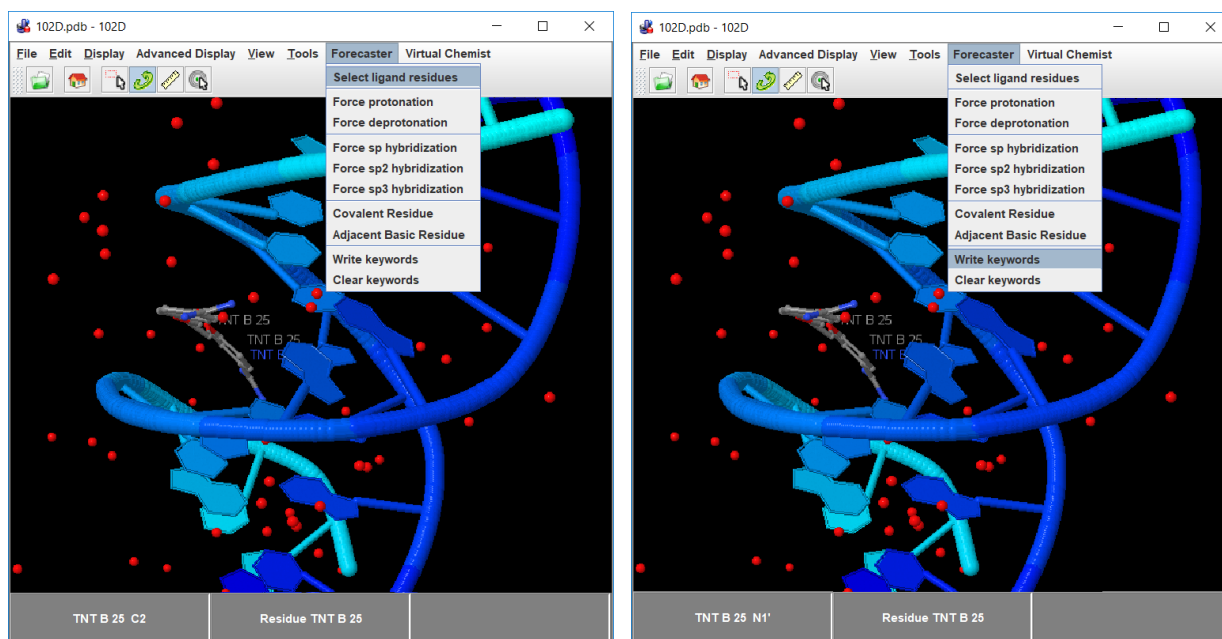 102D.pdb - 102D
File Edit Display Advanced Display View Tools Forecaster Virtual Chemist
Select ligand residues
Force protonation
Force deprotonation
Force sp hybridization
Force sp2 hybridization
Force sp3 hybridization
Covalent Residue
Adjacent Basic Residue
Write keywords
Clear keywords
TNT B 25
TNT B 25
TNT B
TNT B 25 C2
Residue TNT B 25
102D.pdb - 102D
File Edit Display Advanced Display View Tools Forecaster Virtual Chemist
Select ligand residues
Force protonation
Force deprotonation
Force sp hybridization
Force sp2 hybridization
Force sp3 hybridization
Covalent Residue
Adjacent Basic Residue
Write keywords
Clear keywords
TNT B 25
TNT B 25
TNT B 25
TNT B 25 N1'
Residue TNT B 25